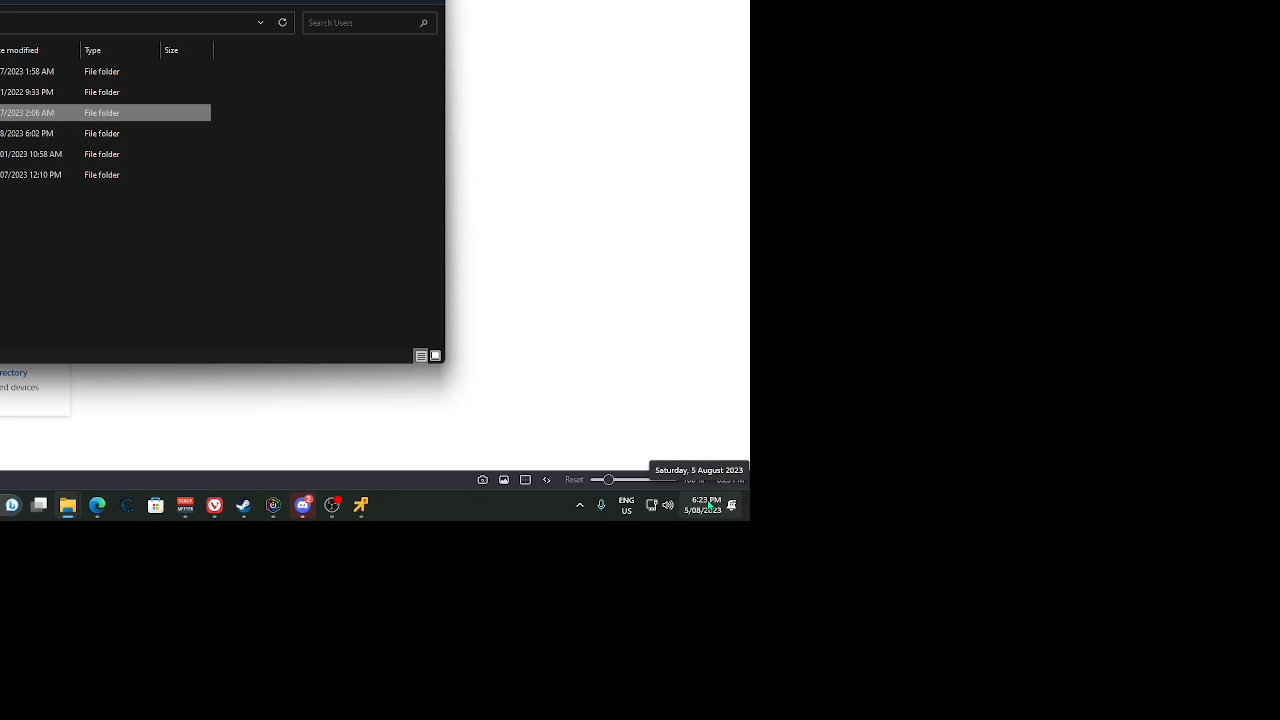 Search Users
te modified Type Size
7/2023 1:58 AM File folder
1/2022 9:33 PM File folder
7/2023 2:06 AM File folder
8/2023 6:02 PM File folder
01/2023 10:58 AM File folder
07/2023 12:10 PM File folder
rectory
ed devices
Saturday, 5 August 2023
Reset
ENG
US
6:23 PM
5/08/2023
2